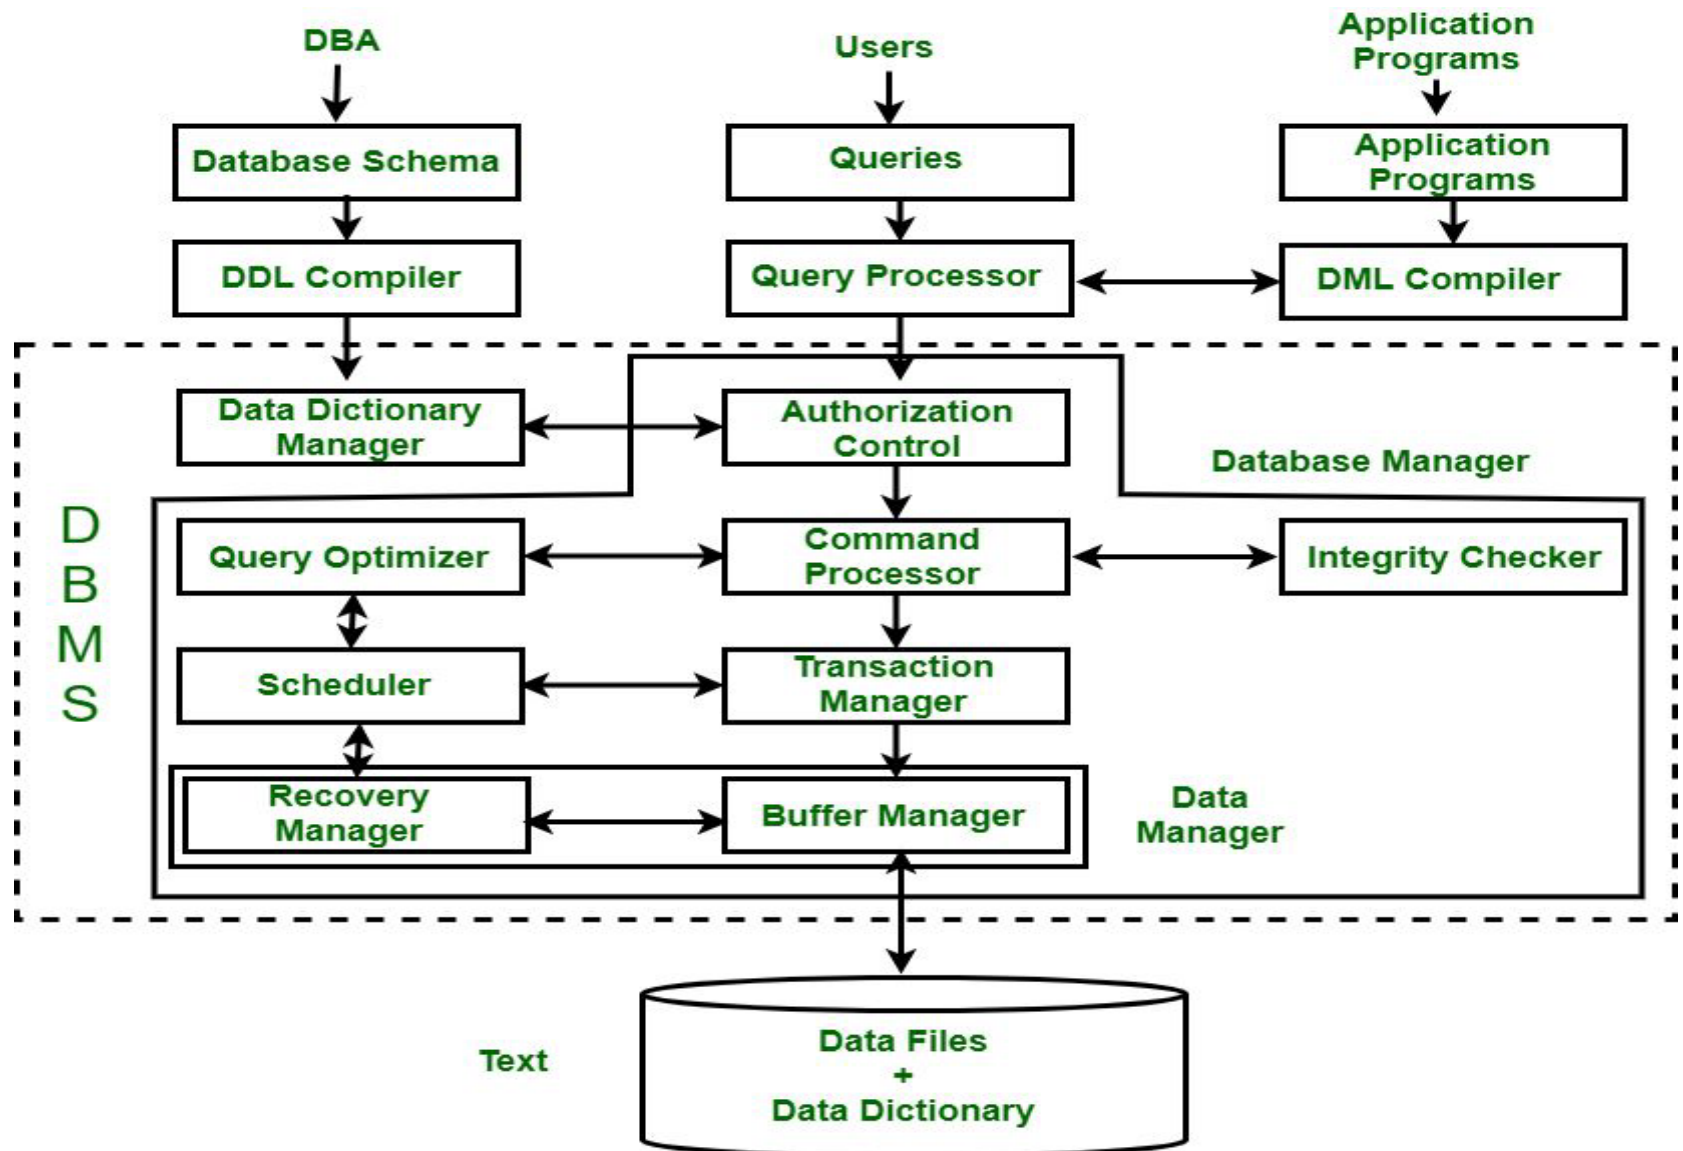 DBA
Users
Application
Programs
Database Schema
Queries
Application
Programs
DDL Compiler
Query Processor
DML Compiler
Data Dictionary
Manager
Authorization
Control
Database Manager
D
B
M
S
Query Optimizer
Command
Processor
Integrity Checker
Scheduler
Transaction
Manager
Recovery
Manager
Buffer Manager
Data
Manager
Text
Data Files
+
Data Dictionary